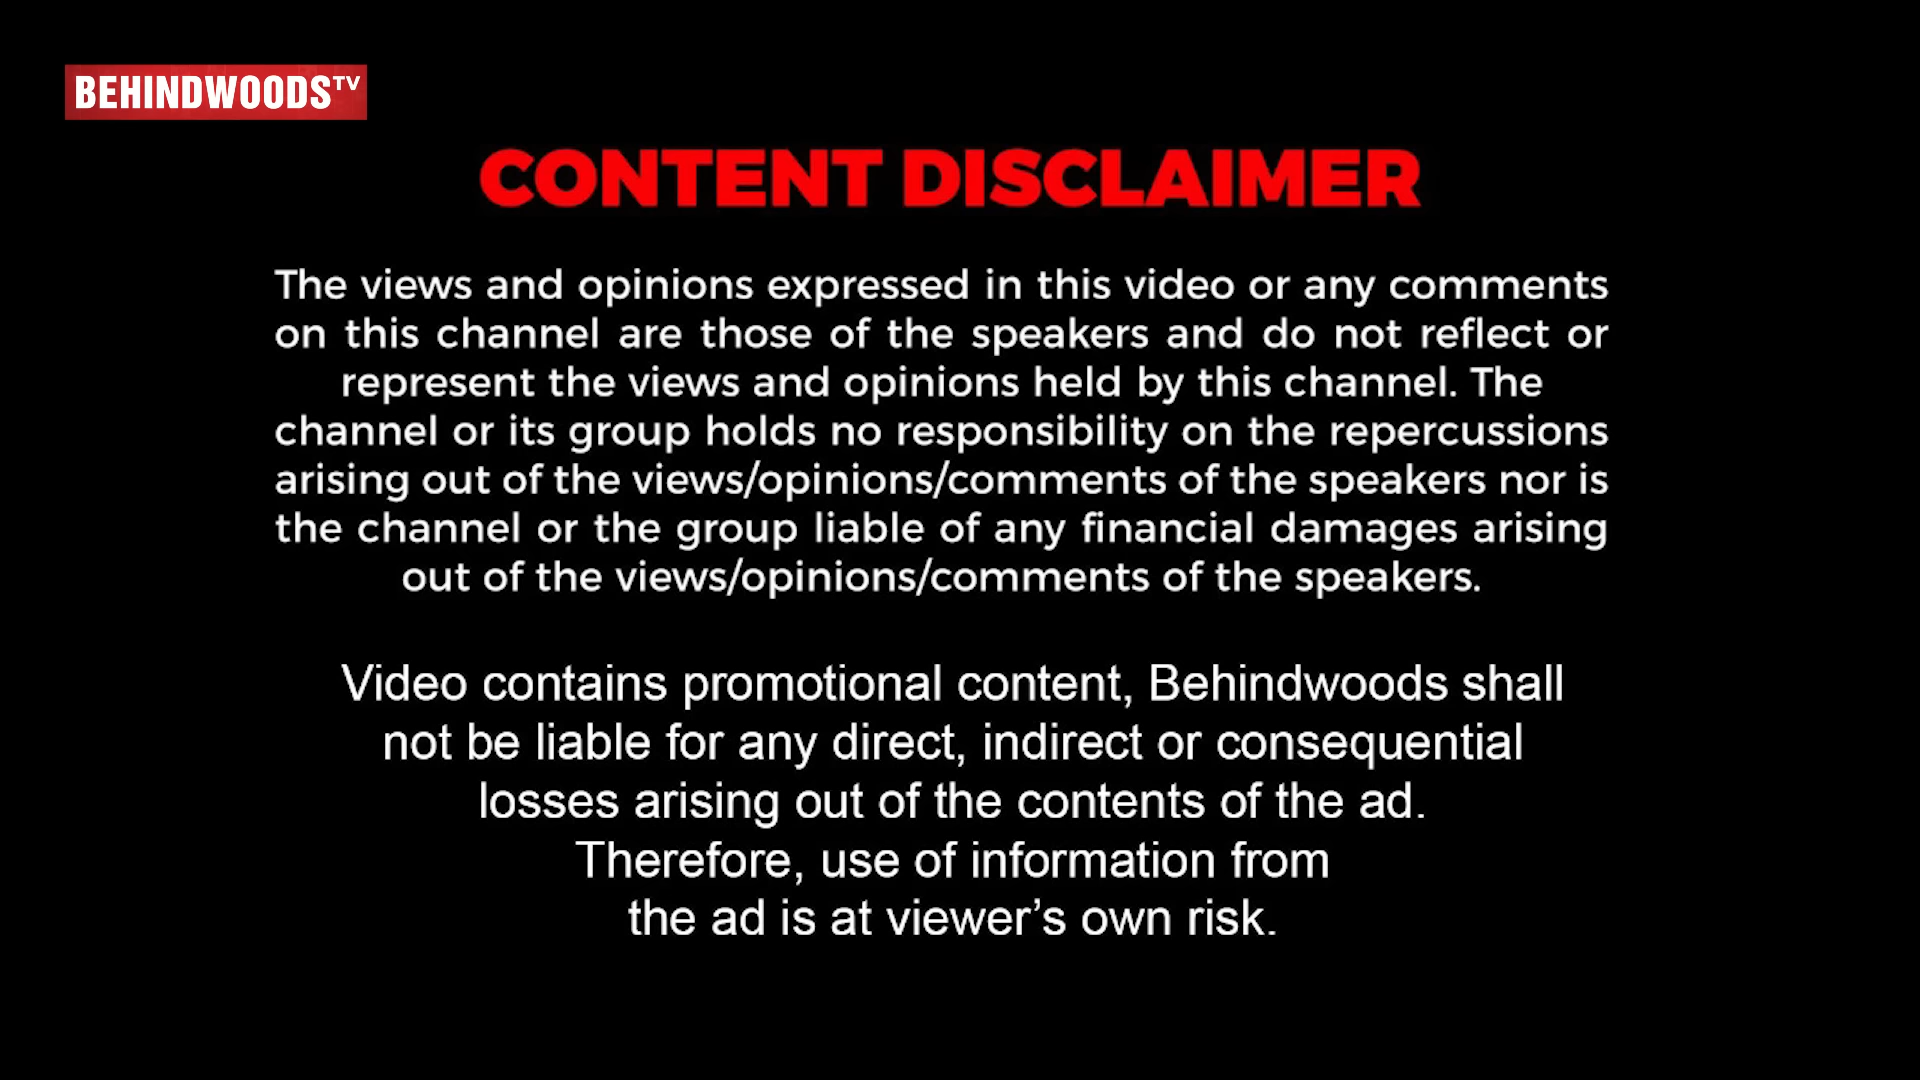 BEHINDWOODS TV
CONTENT DISCLAIMER
The views and opinions expressed in this video or any comments
on this channel are those of the speakers and do not reflect or
represent the views and opinions held by this channel. The
channel or its group holds no responsibility on the repercussions
arising out of the views/opinions/comments of the speakers nor is
the channel or the group liable of any financial damages arising
out of the views/opinions/comments of the speakers.
Video contains promotional content, Behindwoods shall
not be liable for any direct, indirect or consequential
losses arising out of the contents of the ad.
Therefore, use of information from
the ad is at viewer’s own risk.